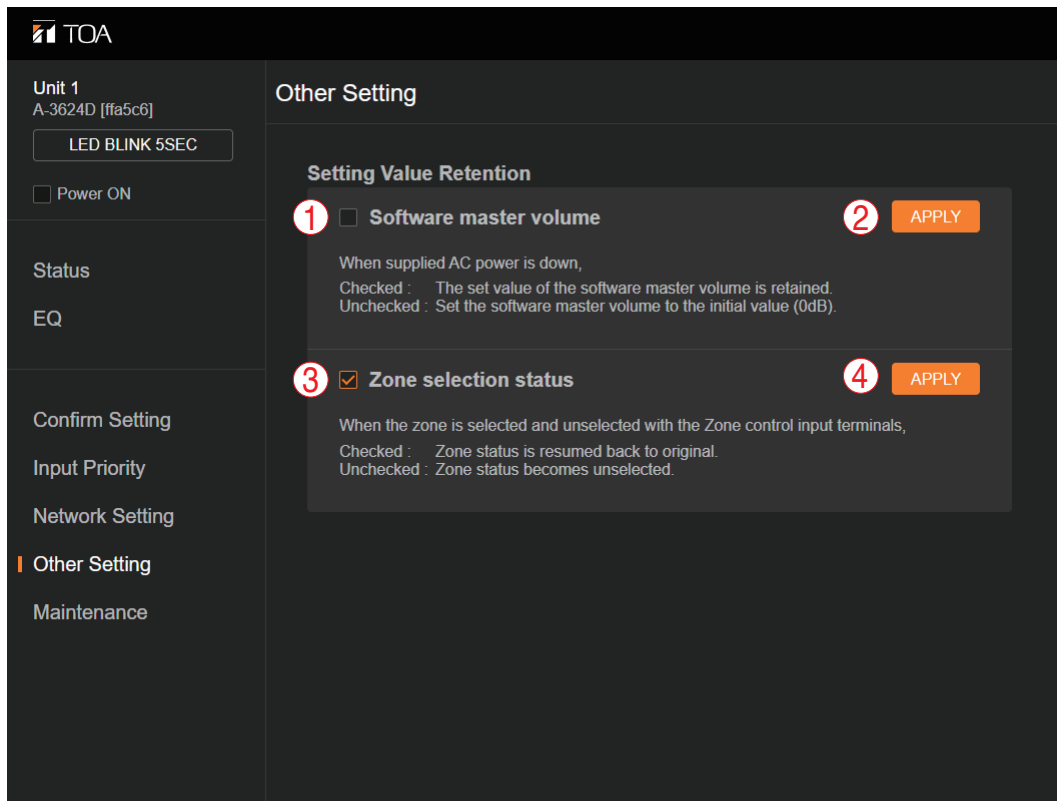 TOA
Unit 1
A-3624D [ffa5c6]
LED BLINK 5SEC
Power ON
Status
EQ
Confirm Setting
Input Priority
Network Setting
Other Setting
Maintenance
Other Setting
Setting Value Retention
1 Software master volume 2 APPLY
When supplied AC power is down,
Checked : The set value of the software master volume is retained.
Unchecked : Set the software master volume to the initial value (0dB).
3 Zone selection status 4 APPLY
When the zone is selected and unselected with the Zone control input terminals,
Checked : Zone status is resumed back to original.
Unchecked : Zone status becomes unselected.